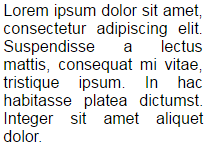 Lorem ipsum dolor sit amet,
consectetur adipiscing elit.
Suspendisse a lectus
mattis, consequat mi vitae,
tristique ipsum. In hac
habitasse platea dictumst.
Integer sit amet aliquet
dolor.